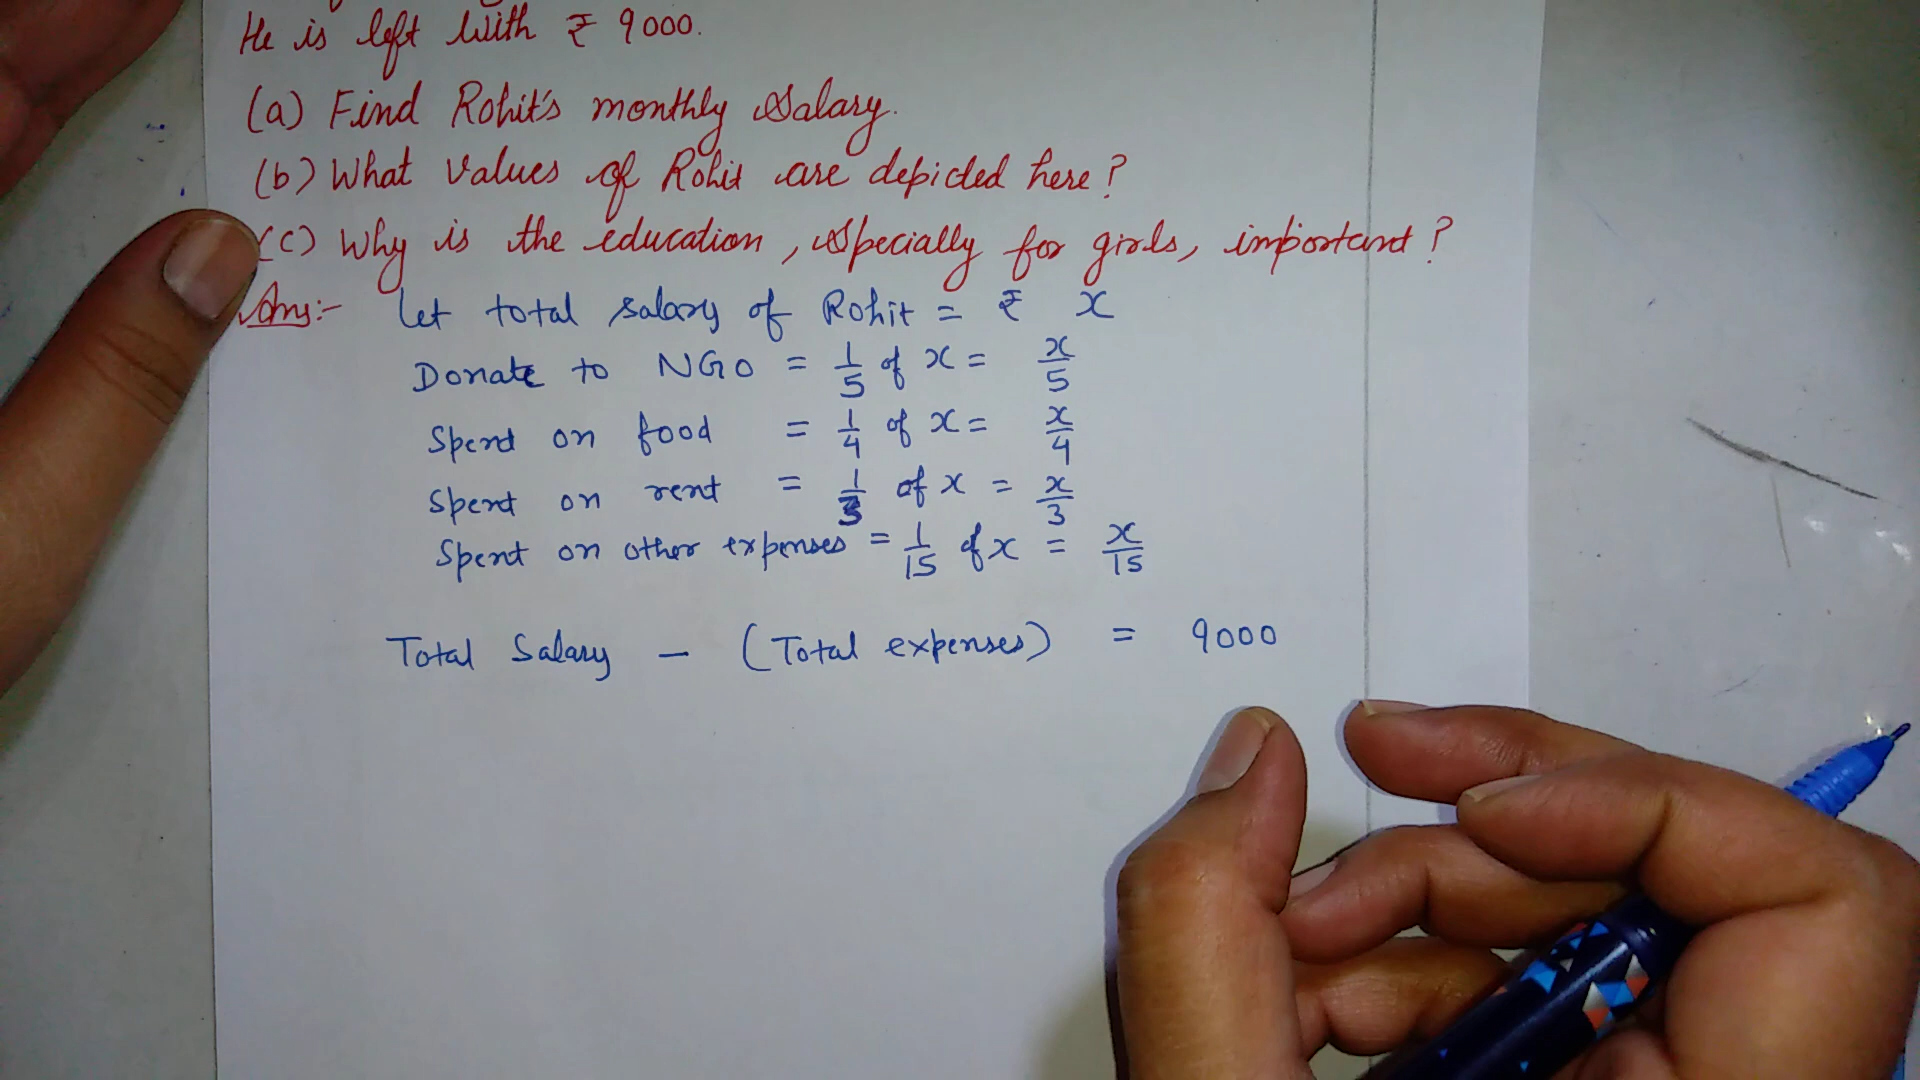 He is left with ₹ 9000.
(a) Find Rohit's monthly Salary.
(b) What values of Rohit are depicted here?
(c) Why is the education, especially for girls, important?
Ans:- Let total salary of Rohit = ₹ x
Donate to NGO = 1/5 of x = x/5
Spend on food = 1/4 of x = x/4
Spent on rent = 1/3 of x = x/3
Spent on other expenses = 1/15 of x = x/15
Total Salary - (Total expenses) = 9000